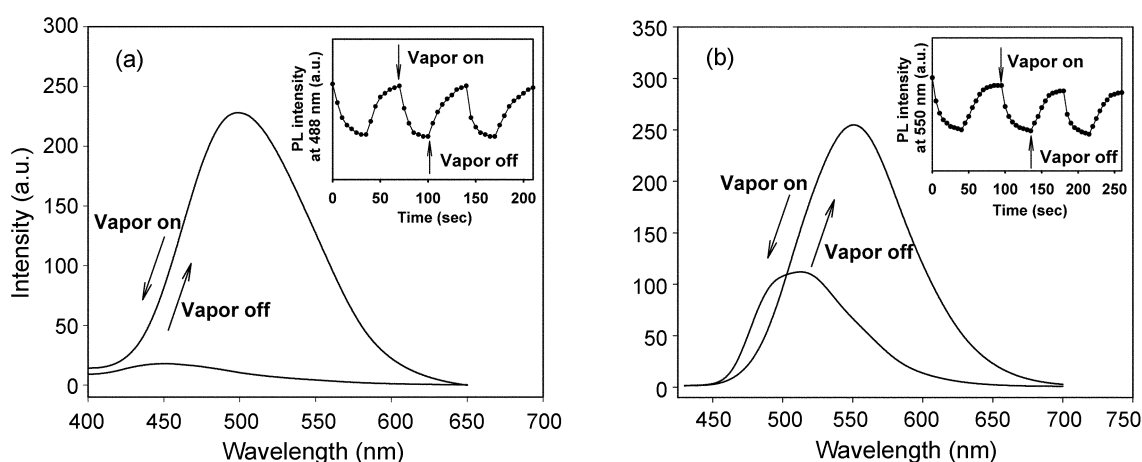 (a)
Intensity (a.u.)
300
250
200
150
100
50
0
400 450 500 550 600 650 700
Wavelength (nm)
Vapor on
Vapor off
PL intensity
at 488 nm (a.u.)
Vapor on
Vapor off
0 50 100 150 200
Time (sec)
(b)
350
300
250
200
150
100
50
0
450 500 550 600 650 700 750
Wavelength (nm)
Vapor on
Vapor off
PL intensity
at 550 nm (a.u.)
Vapor on
Vapor off
0 50 100 150 200 250
Time (sec)